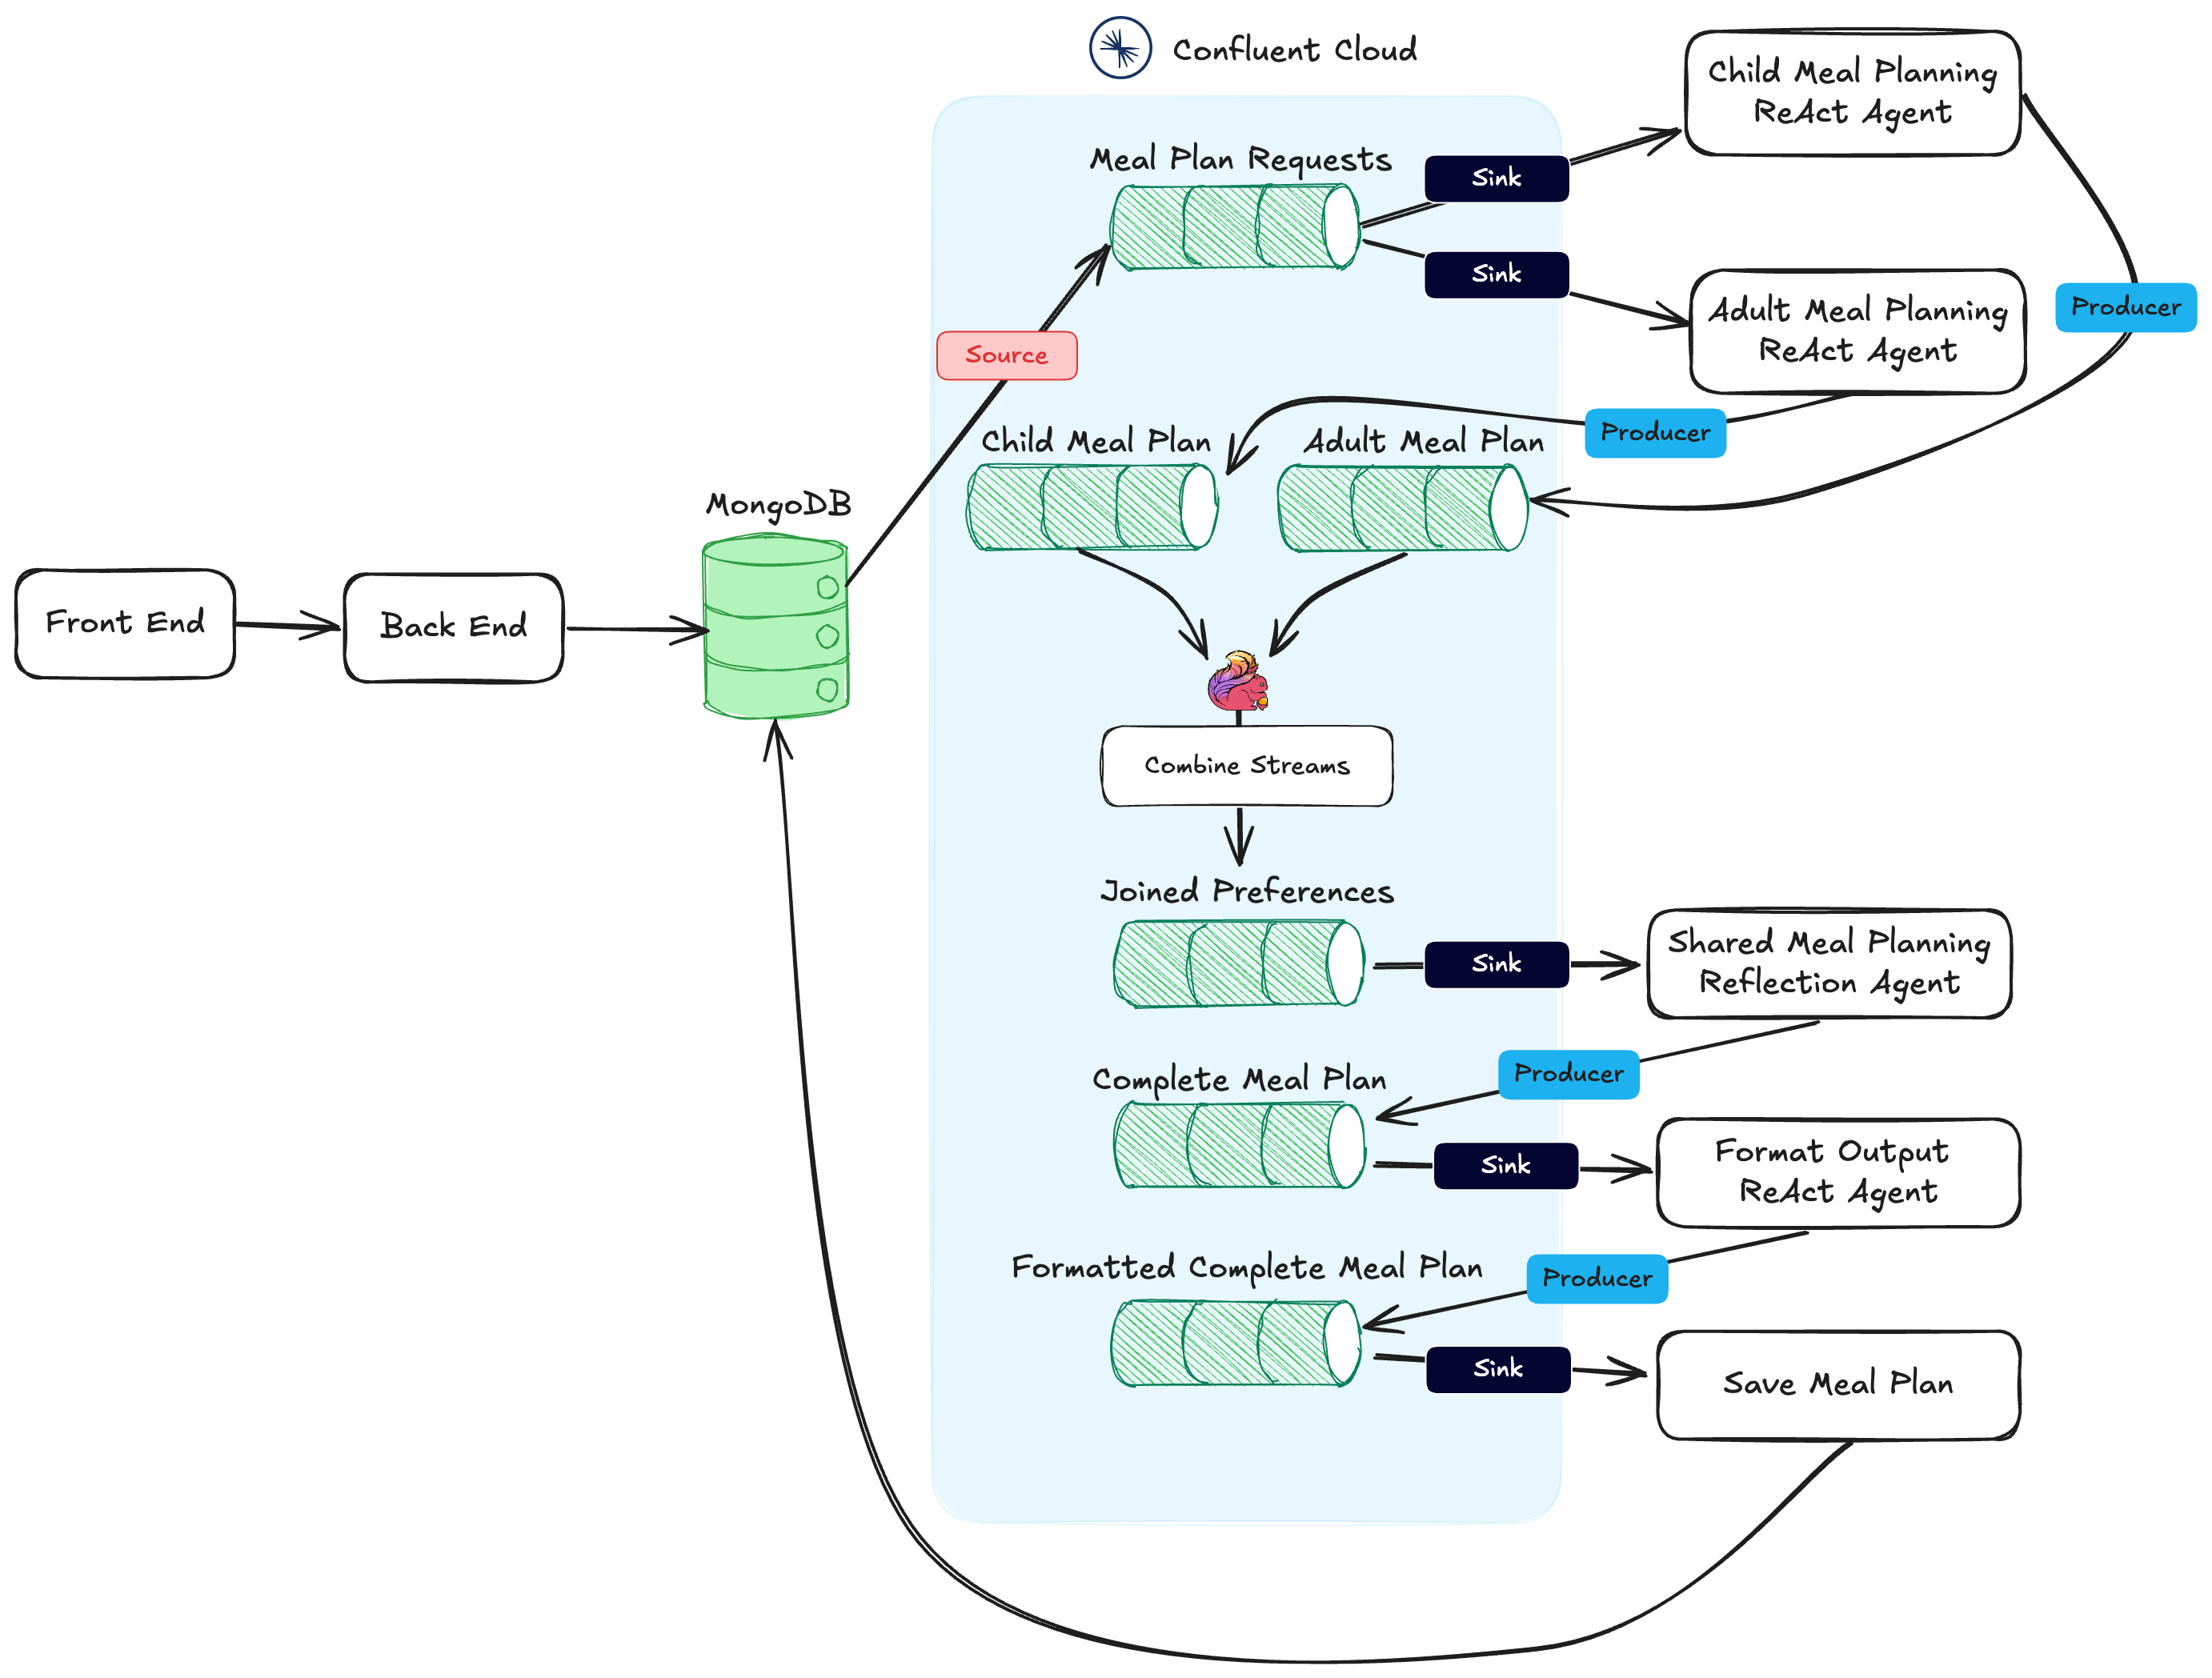 Confluent Cloud
Child Meal Planning
ReAct Agent
Meal Plan Requests
Sink
Sink
Adult Meal Planning
ReAct Agent
Producer
Source
Producer
Child Meal Plan
Adult Meal Plan
MongoDB
Front End
Back End
Combine Streams
Joined Preferences
Sink
Shared Meal Planning
Reflection Agent
Producer
Complete Meal Plan
Sink
Format Output
ReAct Agent
Formatted Complete Meal Plan
Producer
Sink
Save Meal Plan